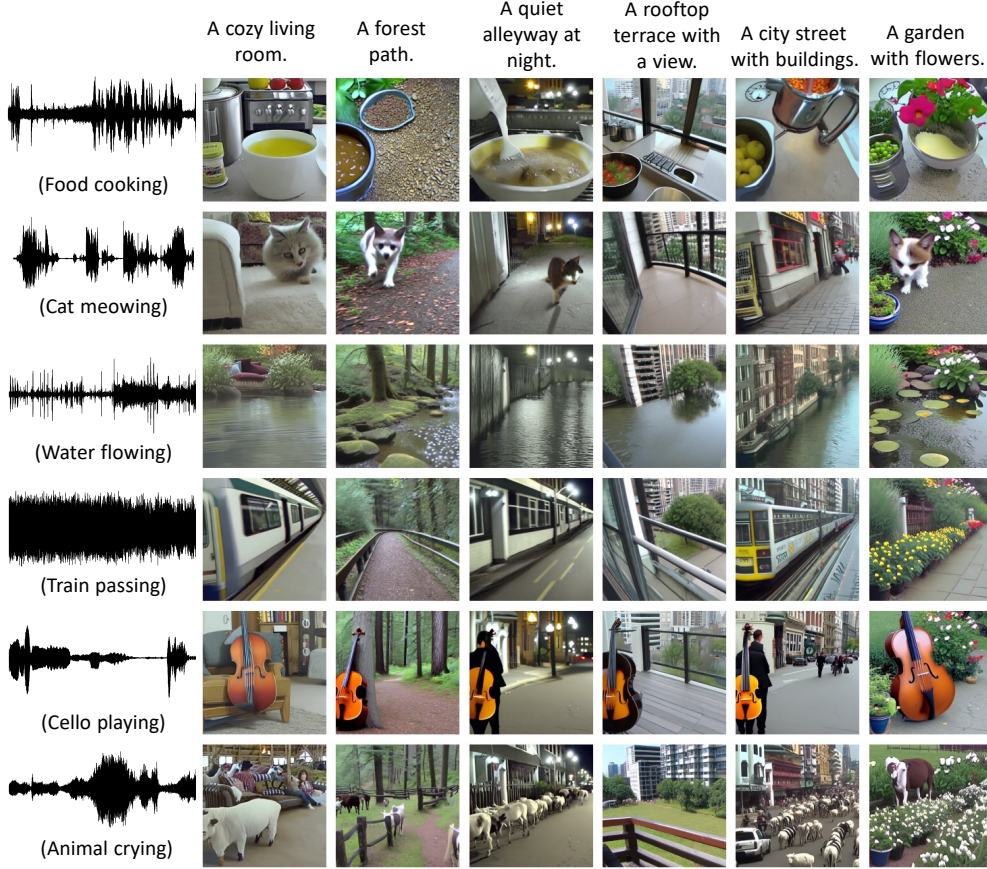 A cozy living
room.
A forest
path.
A quiet
alleyway at
night.
A rooftop
terrace with
a view.
A city street
with buildings.
A garden
with flowers.
(Food cooking)
(Cat meowing)
(Water flowing)
(Train passing)
(Cello playing)
(Animal crying)